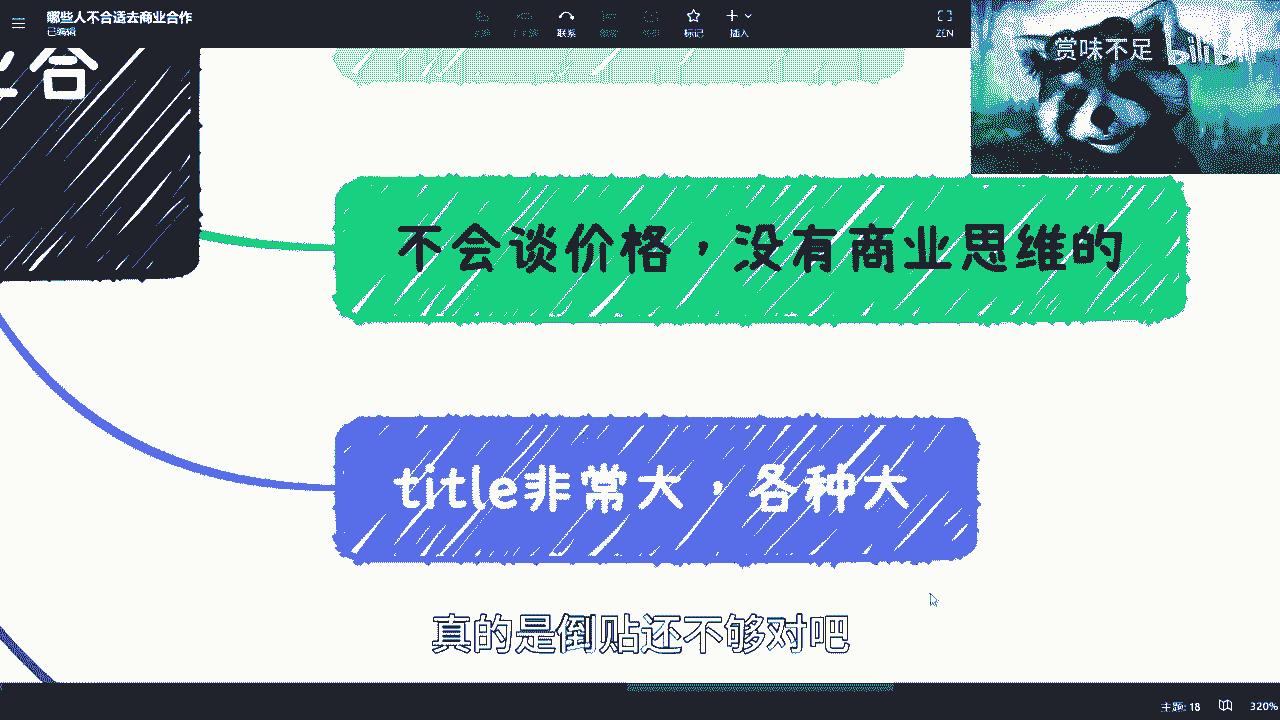 哪些人不合适去商业合作
已编辑
联系
标记
插入
ZEN
赏味不足 bilibili
合
不会谈价格，没有商业思维的
title非常大，各种大
真的是倒贴还不够对吧
主题: 18
320%